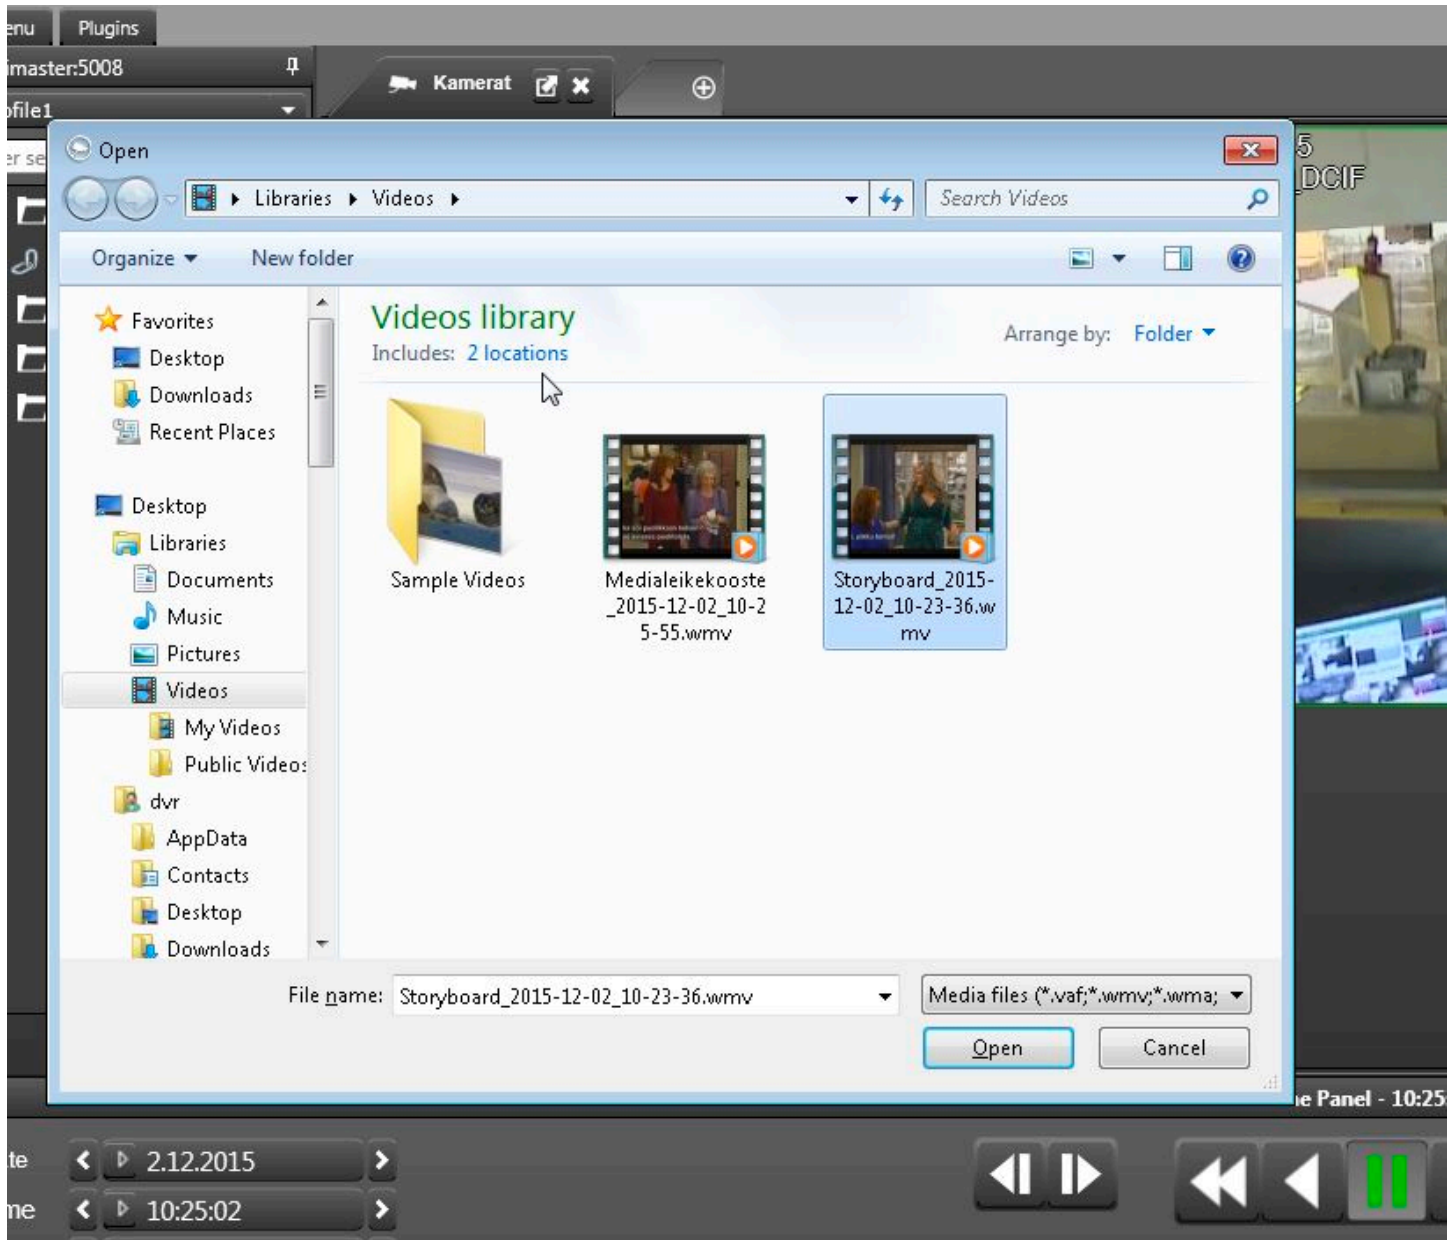 enu Plugins
imaster:5008
Kamerat
ofile1
er se
Open
5
_DCIF
Libraries Videos
Search Videos
Organize New folder
Favorites
Desktop
Downloads
Recent Places
Desktop
Libraries
Documents
Music
Pictures
Videos
My Videos
Public Videos
dvr
AppData
Contacts
Desktop
Downloads
Videos library
Includes: 2 locations
Arrange by: Folder
Sample Videos
Medialeikekooste
_2015-12-02_10-2
5-55.wmv
Storyboard_2015-
12-02_10-23-36.w
mv
File name: Storyboard_2015-12-02_10-23-36.wmv
Media files (*.vaf;*.wmv;*.wma;
Open Cancel
ne Panel - 10:25
te 2.12.2015
me 10:25:02